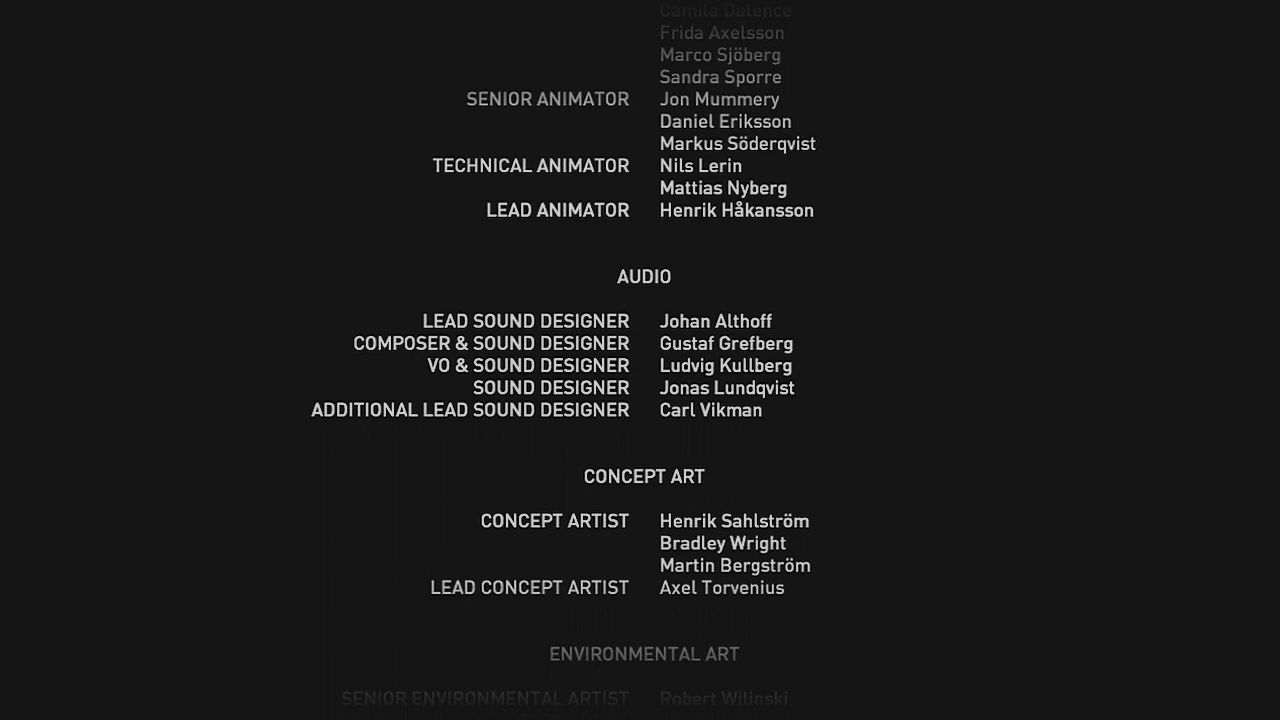 Camila Dalence
Frida Axelsson
Marco Sjöberg
Sandra Sporre
SENIOR ANIMATOR Jon Mummery
Daniel Eriksson
Markus Söderqvist
TECHNICAL ANIMATOR Nils Lerin
Mattias Nyberg
LEAD ANIMATOR Henrik Håkansson
AUDIO
LEAD SOUND DESIGNER Johan Althoff
COMPOSER & SOUND DESIGNER Gustaf Grefberg
VO & SOUND DESIGNER Ludvig Kullberg
SOUND DESIGNER Jonas Lundqvist
ADDITIONAL LEAD SOUND DESIGNER Carl Vikman
CONCEPT ART
CONCEPT ARTIST Henrik Sahlström
Bradley Wright
Martin Bergström
LEAD CONCEPT ARTIST Axel Torvenius
ENVIRONMENTAL ART
SENIOR ENVIRONMENTAL ARTIST Robert Wilinski